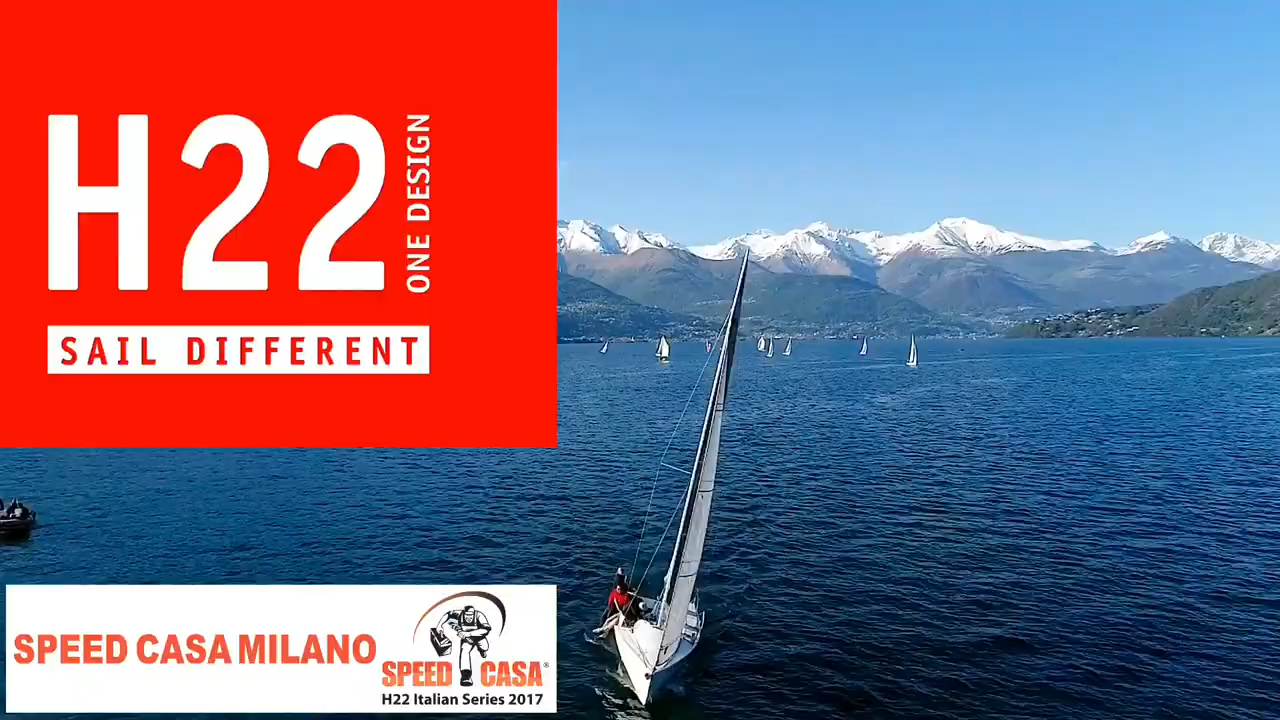 H22
ONE DESIGN
SAIL DIFFERENT
SPEED CASA MILANO
SPEED CASA®
H22 Italian Series 2017